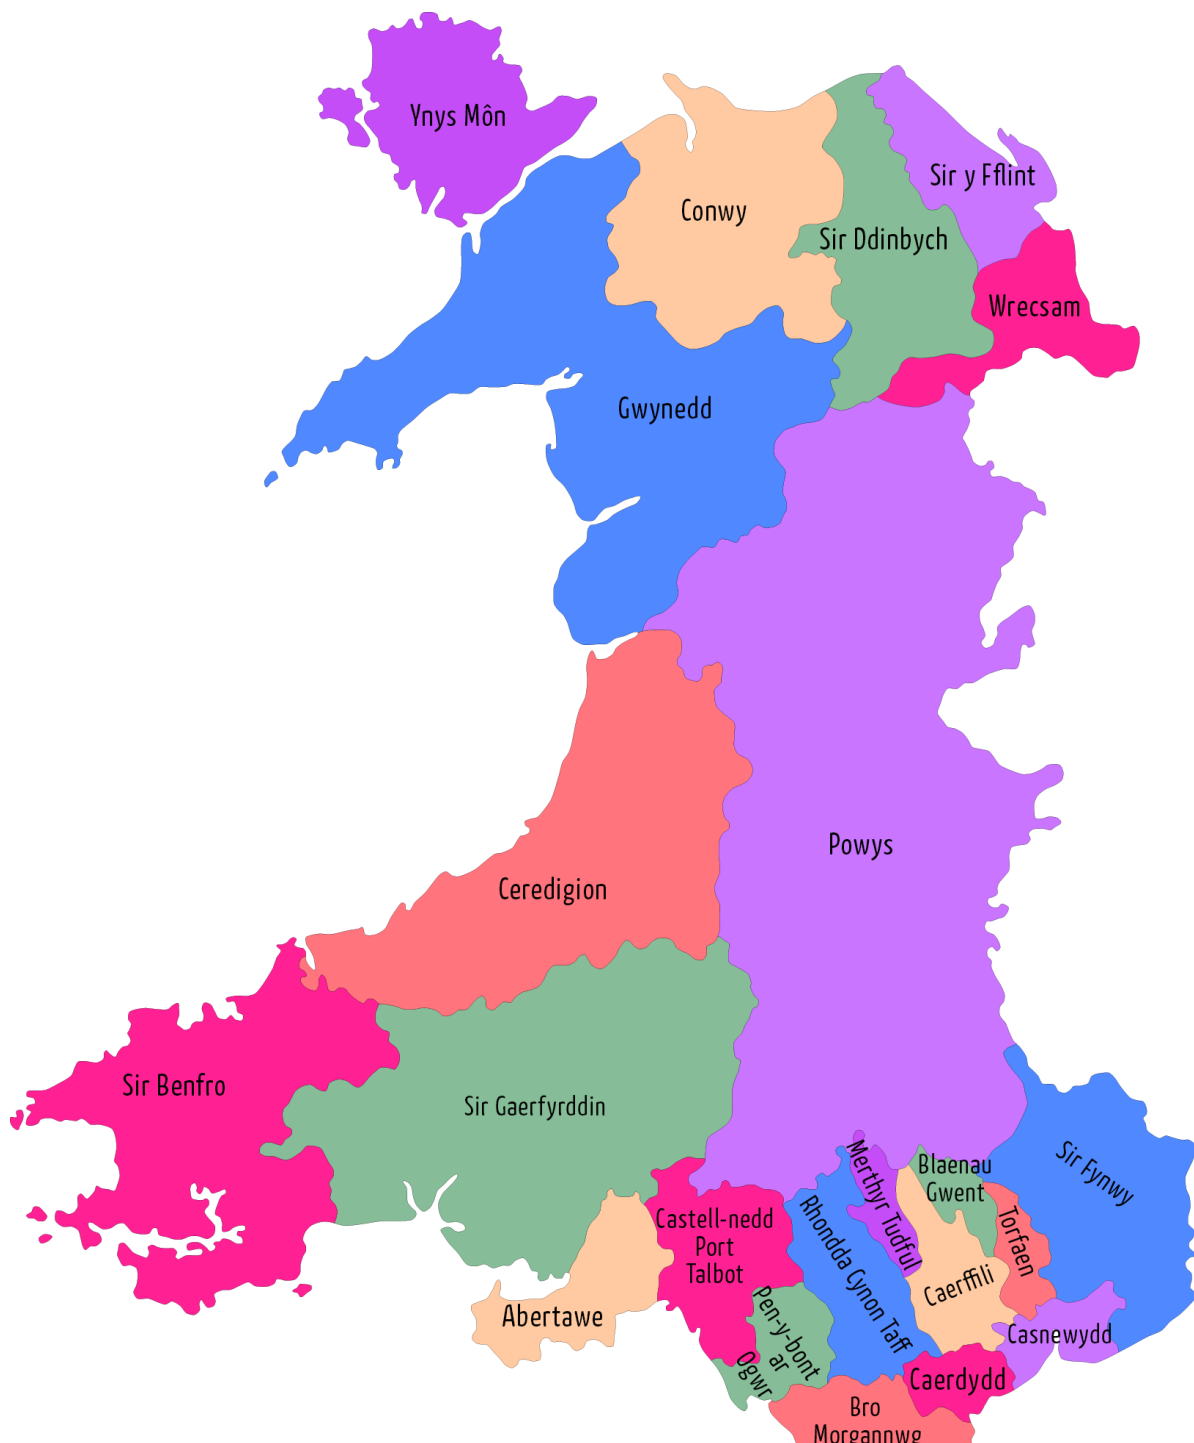 Ynys Môn
Sir y Fflint
Conwy
Sir Ddinbych
Wrecsam
Gwynedd
Powys
Ceredigion
Sir Benfro
Sir Gaerfyrddin
Sir Fynwy
Merthyr Tudful
Blaenau
Gwent
Castell-nedd
Port
Talbot
Rhondda Cynon Taff
Torfaen
Caerffili
Abertawe
Pen-y-bont
ar
Ogwr
Casnewydd
Caerdydd
Bro
Morgannwg